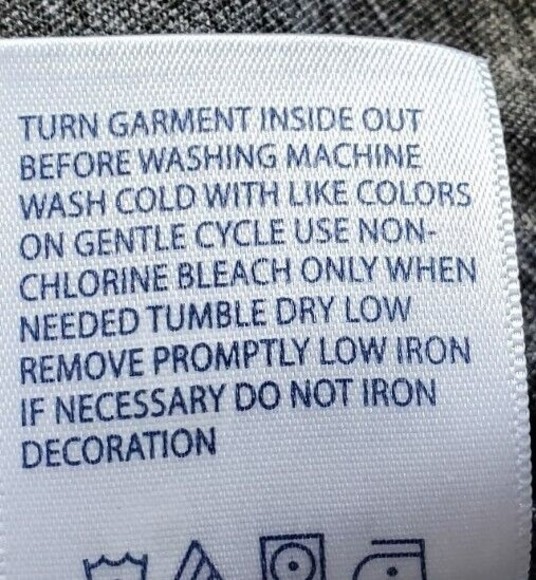 TURN GARMENT INSIDE OUT
BEFORE WASHING MACHINE
WASH COLD WITH LIKE COLORS
ON GENTLE CYCLE USE NON-
CHLORINE BLEACH ONLY WHEN
NEEDED TUMBLE DRY LOW
REMOVE PROMPTLY LOW IRON
IF NECESSARY DO NOT IRON
DECORATION